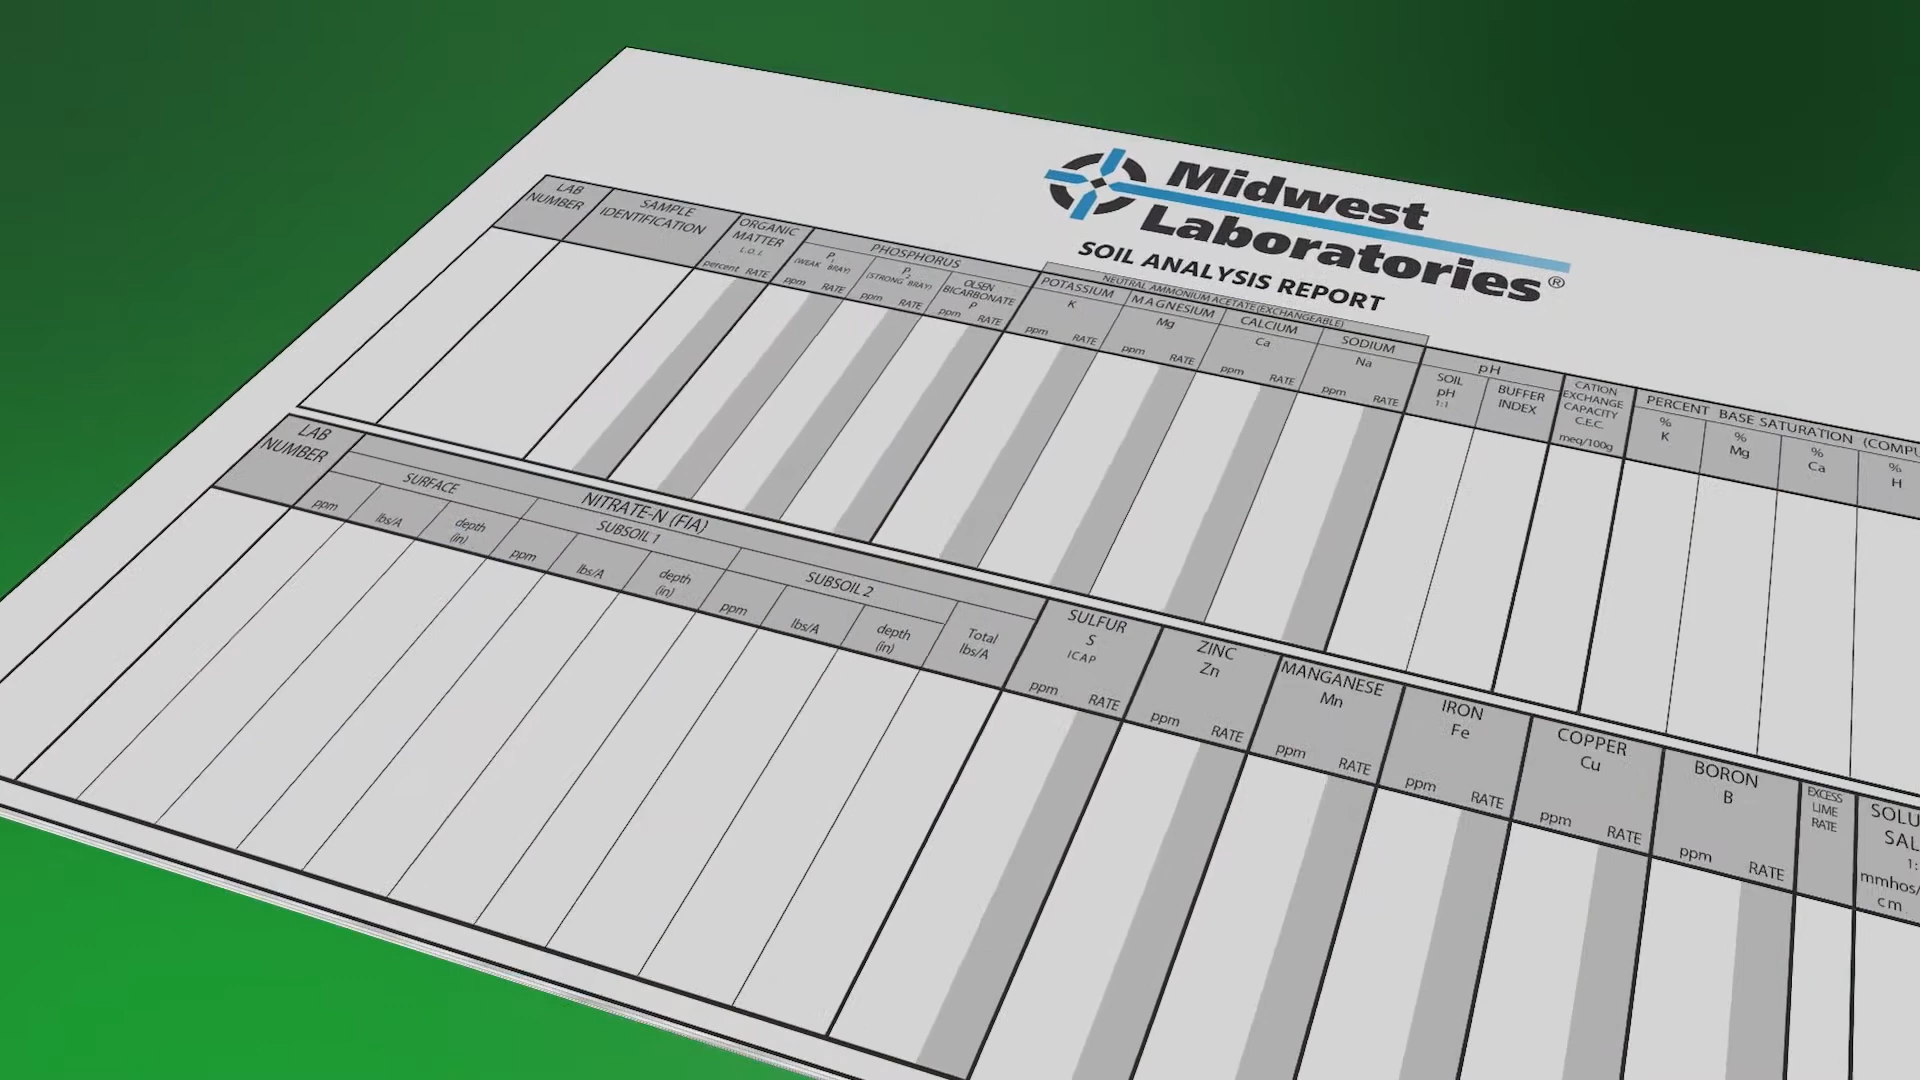 Midwest
Laboratories®
SOIL ANALYSIS REPORT
LAB
NUMBER
SAMPLE
IDENTIFICATION
ORGANIC
MATTER
L.O.I.
percent RATE
PHOSPHORUS
P1
(WEAK BRAY)
ppm RATE
P2
(STRONG BRAY)
ppm RATE
OLSEN
BICARBONATE
P
ppm RATE
NEUTRAL AMMONIUM ACETATE (EXCHANGEABLE)
POTASSIUM
K
ppm RATE
MAGNESIUM
Mg
ppm RATE
CALCIUM
Ca
ppm RATE
SODIUM
Na
ppm RATE
pH
SOIL
pH
1:1
BUFFER
INDEX
CATION
EXCHANGE
CAPACITY
C.E.C.
meq/100g
PERCENT BASE SATURATION (COMPU
%
K
%
Mg
%
Ca
%
H
LAB
NUMBER
NITRATE-N (FIA)
SURFACE
ppm
lbs/A
depth
(in)
SUBSOIL 1
ppm
lbs/A
depth
(in)
SUBSOIL 2
ppm
lbs/A
depth
(in)
Total
lbs/A
SULFUR
S
ICAP
ppm RATE
ZINC
Zn
ppm RATE
MANGANESE
Mn
ppm RATE
IRON
Fe
ppm RATE
COPPER
Cu
ppm RATE
BORON
B
ppm RATE
EXCESS
LIME
RATE
SOLU
SAL
1:
mmhos/
cm